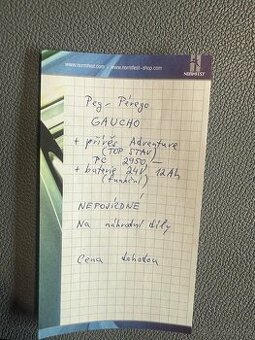 www.normfest.com - www.normfest-shop.com
NORMFEST
Peg-Pérego
GAUCHO
+ přívěs Adventure
(TOP STAV)
PC 2950,-
+ baterie 24V 12Ah
(funkční)
NEPOJÍZDNÉ
Na náhradní díly
Cena dohodou